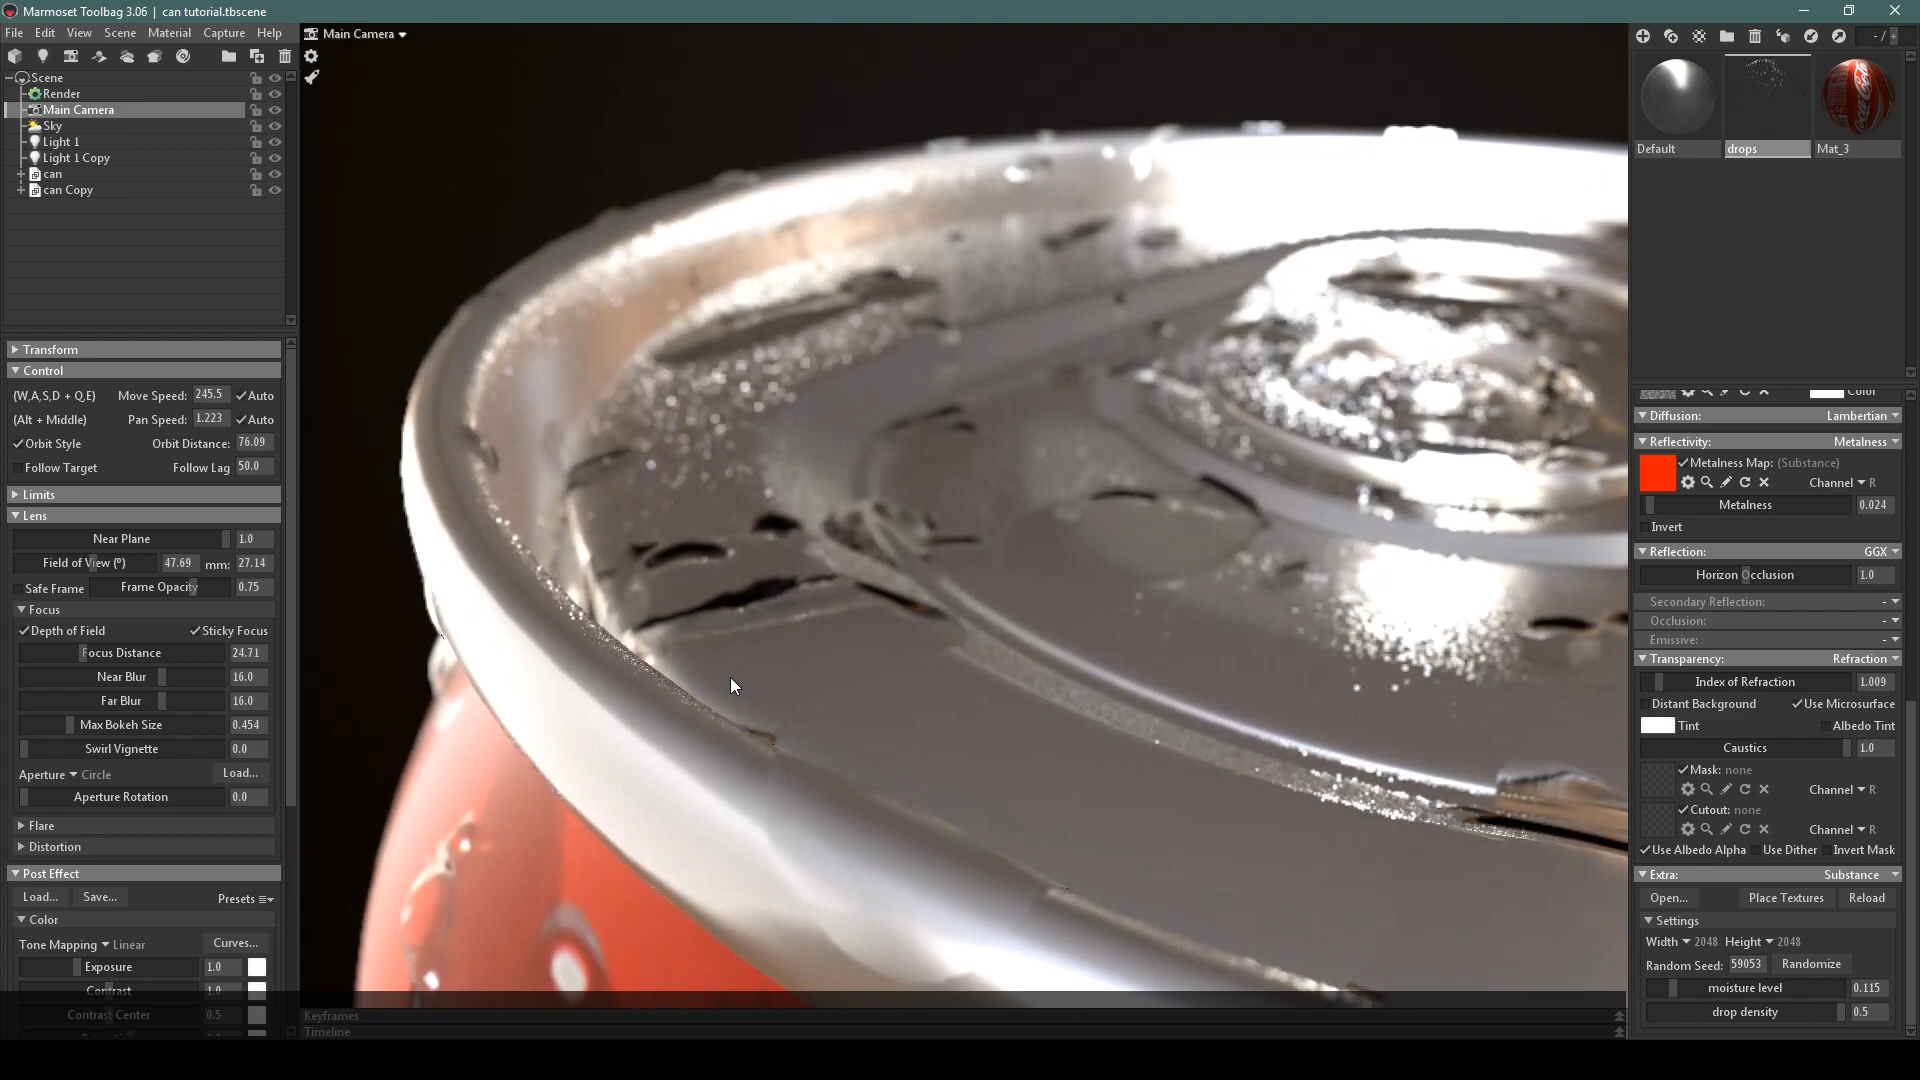 Marmoset Toolbag 3.06 | can tutorial.tbscene
File Edit View Scene Material Capture Help
Main Camera
- / +
Scene
Render
Main Camera
Sky
Light 1
Light 1 Copy
can
can Copy
Default
drops
Mat_3
Coca-Cola
Transform
Control
(W,A,S,D + Q,E) Move Speed: 245.5 Auto
(Alt + Middle) Pan Speed: 1.223 Auto
Orbit Style Orbit Distance: 76.09
Follow Target Follow Lag 50.0
Limits
Lens
Near Plane 1.0
Field of View (°) 47.69 mm: 27.14
Safe Frame Frame Opacity 0.75
Focus
Depth of Field Sticky Focus
Focus Distance 24.71
Near Blur 16.0
Far Blur 16.0
Max Bokeh Size 0.454
Swirl Vignette 0.0
Aperture Circle Load...
Aperture Rotation 0.0
Flare
Distortion
Post Effect
Load... Save... Presets
Color
Tone Mapping Linear Curves...
Exposure 1.0
Contrast 1.0
Contrast Center 0.5
Keyframes
Timeline
Color
Diffusion: Lambertian
Reflectivity: Metalness
Metalness Map: (Substance)
Channel R
Metalness 0.024
Invert
Reflection: GGX
Horizon Occlusion 1.0
Secondary Reflection: -
Occlusion: -
Emissive: -
Transparency: Refraction
Index of Refraction 1.009
Distant Background Use Microsurface
Tint Albedo Tint
Caustics 1.0
Mask: none
Channel R
Cutout: none
Channel R
Use Albedo Alpha Use Dither Invert Mask
Extra: Substance
Open... Place Textures Reload
Settings
Width 2048 Height 2048
Random Seed: 59053 Randomize
moisture level 0.115
drop density 0.5